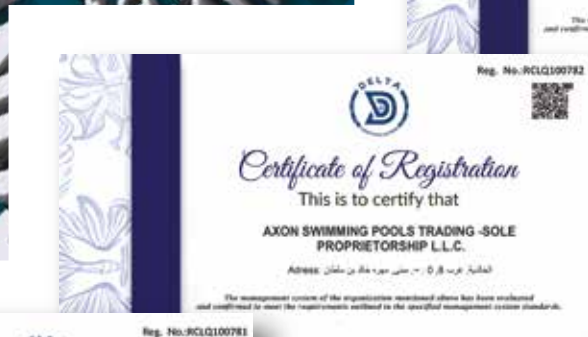 Reg. No.:RCLQ100782
DELTA
Certificate of Registration
This is to certify that
AXON SWIMMING POOLS TRADING -SOLE
PROPRIETORSHIP L.L.C.
Adress:
The management system of the organization mentioned above has been evaluated
and confirmed to meet the requirements outlined in the specified management system standards.
Reg. No.:RCLQ100781